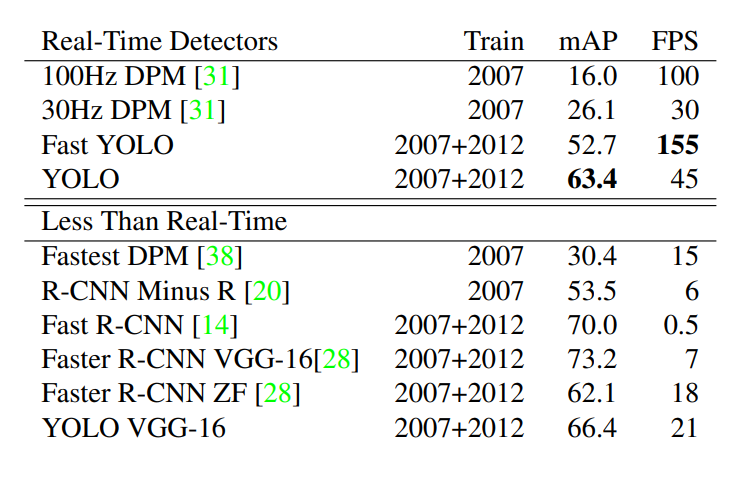 Real-Time Detectors Train mAP FPS
100Hz DPM [31] 2007 16.0 100
30Hz DPM [31] 2007 26.1 30
Fast YOLO 2007+2012 52.7 155
YOLO 2007+2012 63.4 45
Less Than Real-Time
Fastest DPM [38] 2007 30.4 15
R-CNN Minus R [20] 2007 53.5 6
Fast R-CNN [14] 2007+2012 70.0 0.5
Faster R-CNN VGG-16[28] 2007+2012 73.2 7
Faster R-CNN ZF [28] 2007+2012 62.1 18
YOLO VGG-16 2007+2012 66.4 21